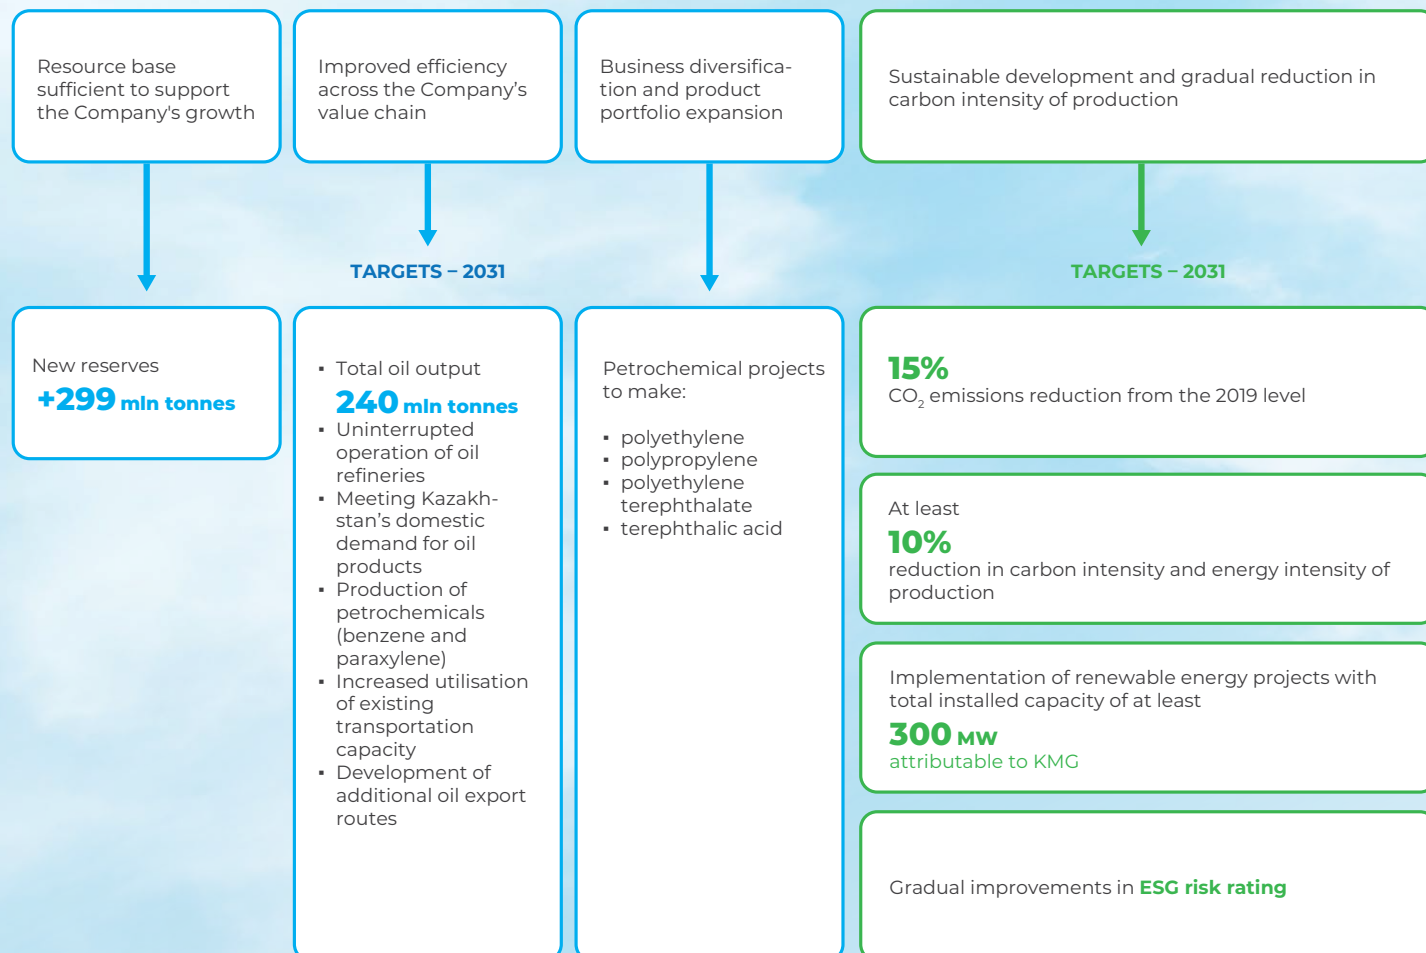 Resource base
sufficient to support
the Company's growth
Improved efficiency
across the Company’s
value chain
Business diversifica-
tion and product
portfolio expansion
Sustainable development and gradual reduction in
carbon intensity of production
TARGETS – 2031
TARGETS – 2031
New reserves
+299 mln tonnes
▪ Total oil output
240 mln tonnes
▪ Uninterrupted
operation of oil
refineries
▪ Meeting Kazakh-
stan’s domestic
demand for oil
products
▪ Production of
petrochemicals
(benzene and
paraxylene)
▪ Increased utilisation
of existing
transportation
capacity
▪ Development of
additional oil export
routes
Petrochemical projects
to make:
▪ polyethylene
▪ polypropylene
▪ polyethylene
terephthalate
▪ terephthalic acid
15%
CO₂ emissions reduction from the 2019 level
At least
10%
reduction in carbon intensity and energy intensity of
production
Implementation of renewable energy projects with
total installed capacity of at least
300 MW
attributable to KMG
Gradual improvements in ESG risk rating